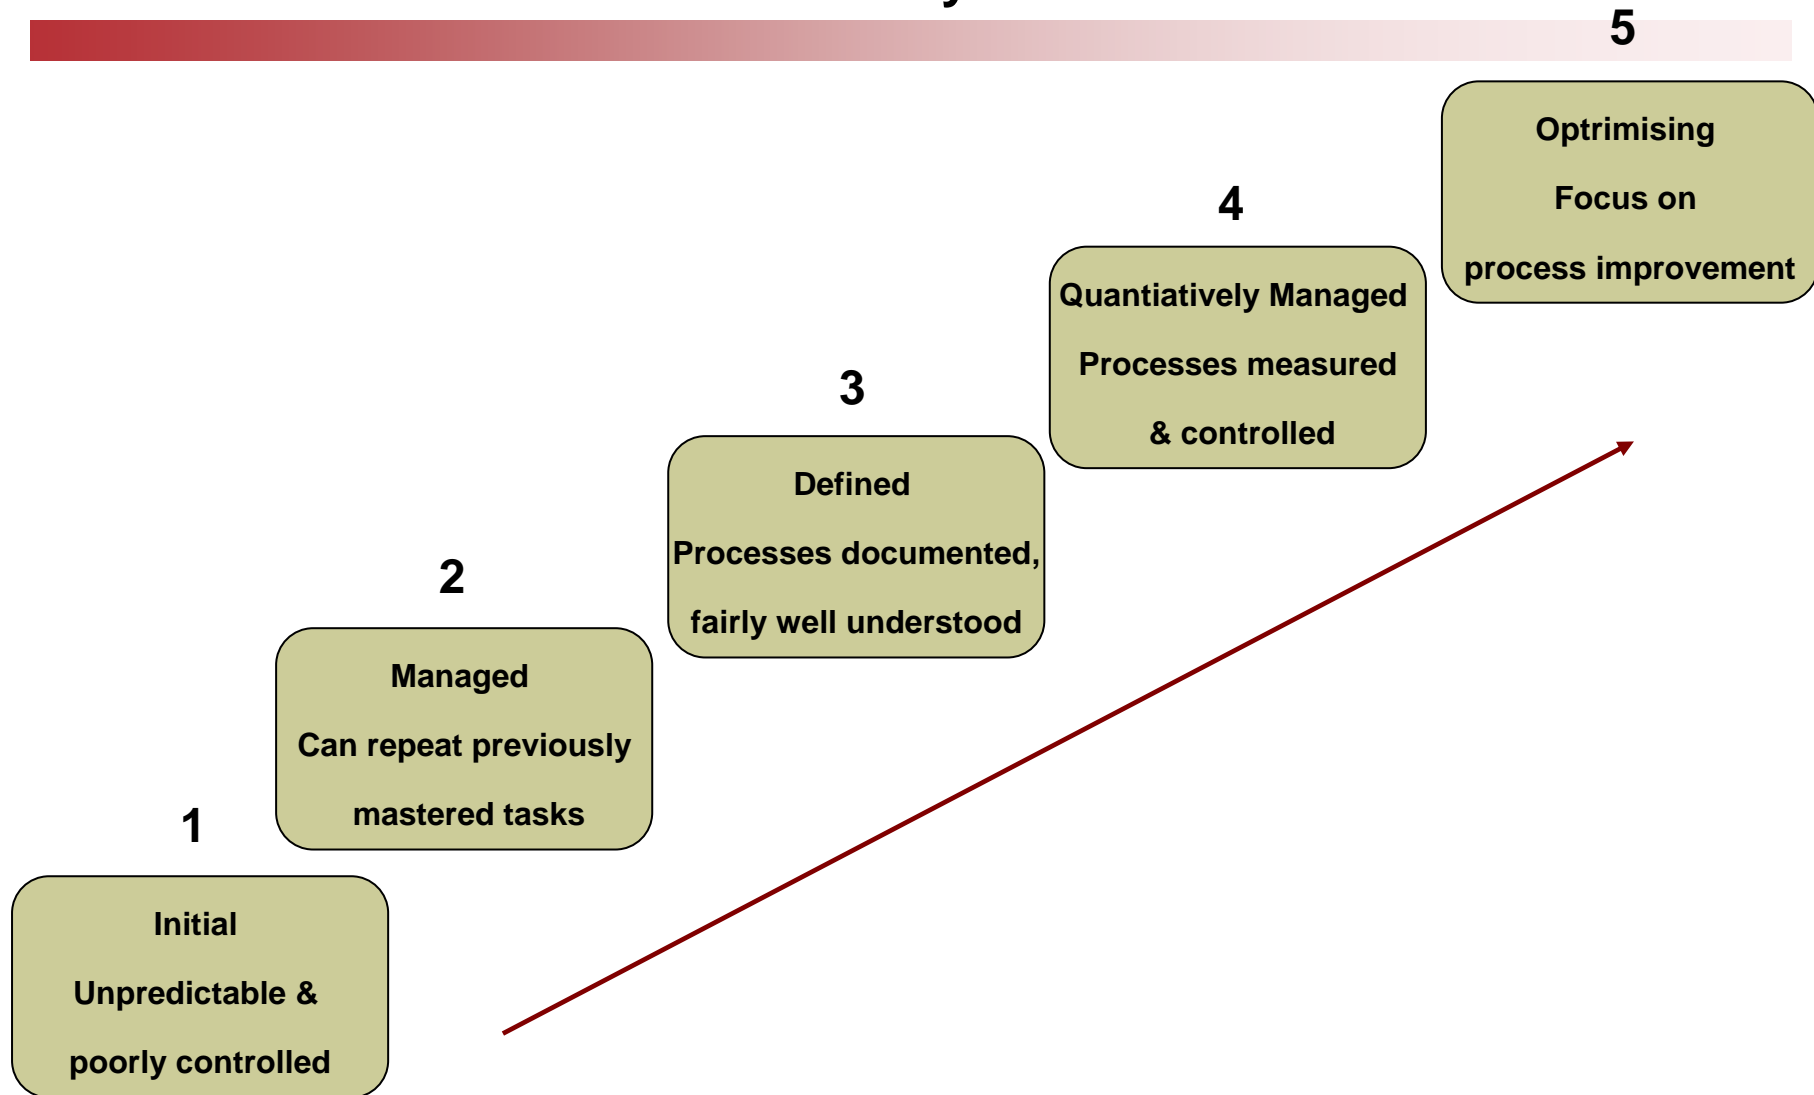 5
Optrimising
Focus on
process improvement
4
Quantiatively Managed
Processes measured
& controlled
3
Defined
Processes documented,
fairly well understood
2
Managed
Can repeat previously
mastered tasks
1
Initial
Unpredictable &
poorly controlled